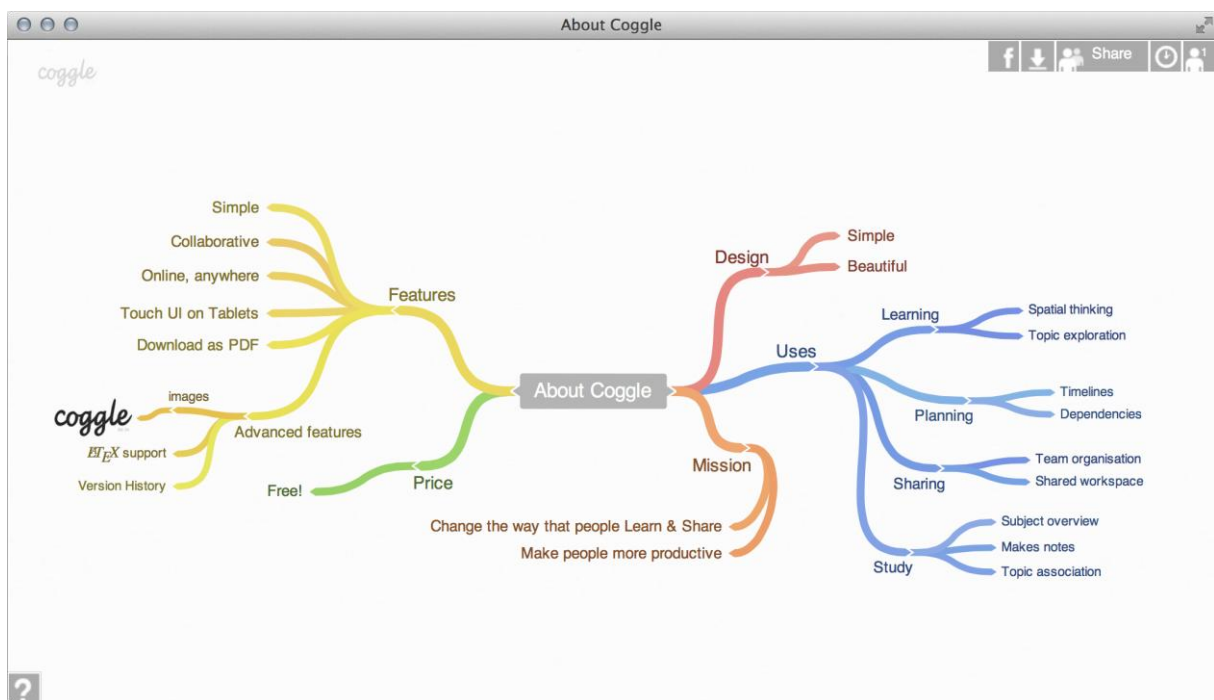 About Coggle
coggle
Share
1
Simple
Collaborative
Online, anywhere
Touch UI on Tablets
Download as PDF
Features
images
coggle
LATEX support
Version History
Advanced features
Free!
Price
About Coggle
Design
Simple
Beautiful
Uses
Learning
Spatial thinking
Topic exploration
Planning
Timelines
Dependencies
Sharing
Team organisation
Shared workspace
Study
Subject overview
Makes notes
Topic association
Mission
Change the way that people Learn & Share
Make people more productive
?